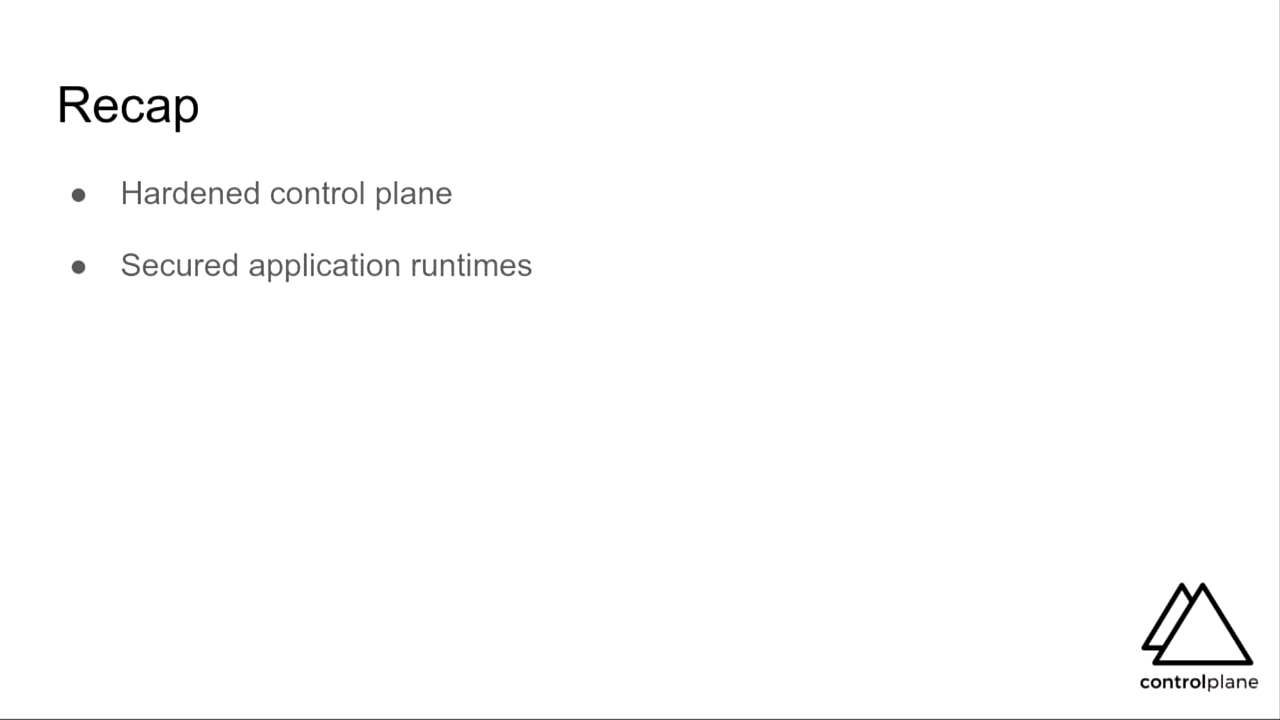 Recap
● Hardened control plane
● Secured application runtimes
controlplane